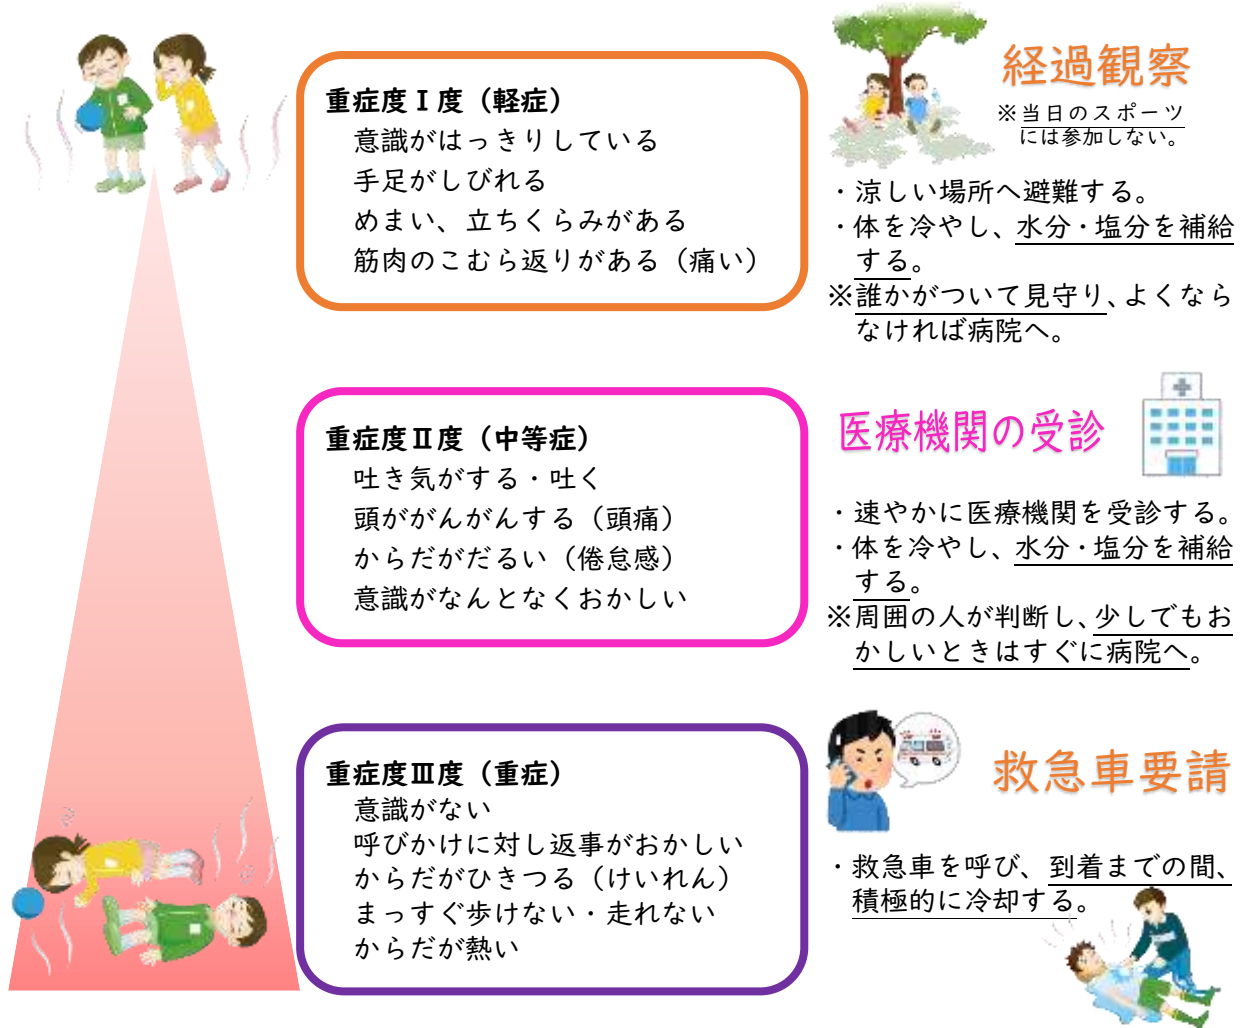 重症度Ⅰ度（軽症）
意識がはっきりしている
手足がしびれる
めまい、立ちくらみがある
筋肉のこむら返りがある（痛い）
経過観察
※当日のスポーツ
には参加しない。
・涼しい場所へ避難する。
・体を冷やし、水分・塩分を補給
する。
※誰かがついて見守り、よくなら
なければ病院へ。
重症度Ⅱ度（中等症）
吐き気がする・吐く
頭ががんがんする（頭痛）
からだがだるい（倦怠感）
意識がなんとなくおかしい
医療機関の受診
・速やかに医療機関を受診する。
・体を冷やし、水分・塩分を補給
する。
※周囲の人が判断し、少しでもお
かしいときはすぐに病院へ。
重症度Ⅲ度（重症）
意識がない
呼びかけに対し返事がおかしい
からだがひきつる（けいれん）
まっすぐ歩けない・走れない
からだが熱い
救急車要請
・救急車を呼び、到着までの間、
積極的に冷却する。